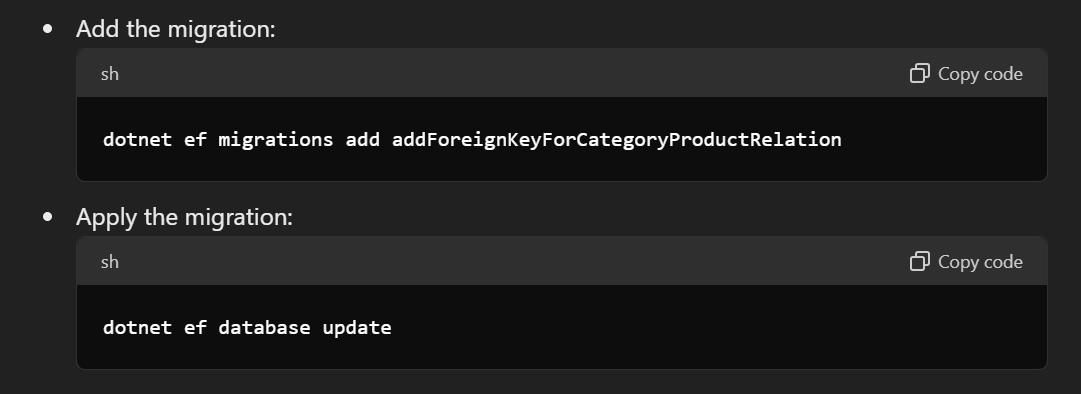 Add the migration:
sh
Copy code
dotnet ef migrations add addForeignKeyForCategoryProductRelation
Apply the migration:
sh
Copy code
dotnet ef database update